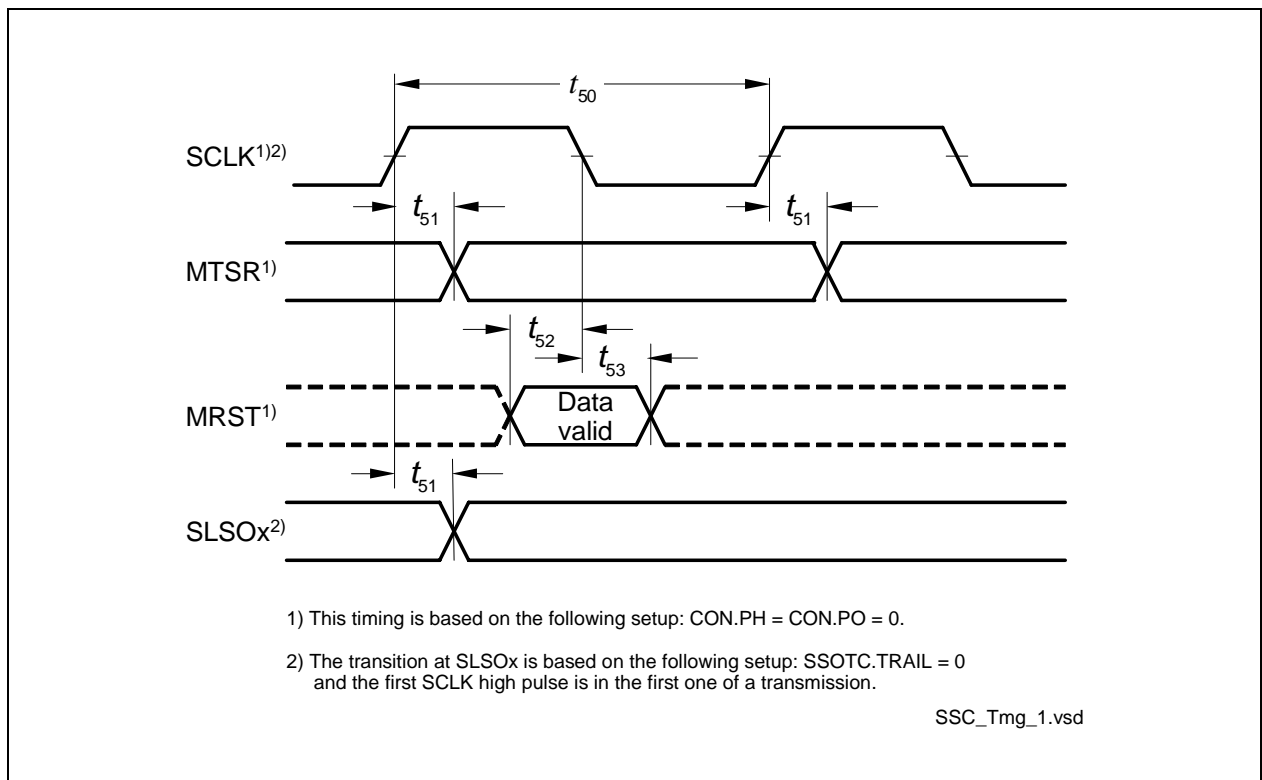 t50
SCLK1)2)
t51
t51
MTSR1)
t52
t53
MRST1)
Data
valid
t51
SLSOx2)
1) This timing is based on the following setup: CON.PH = CON.PO = 0.
2) The transition at SLSOx is based on the following setup: SSOTC.TRAIL = 0
and the first SCLK high pulse is in the first one of a transmission.
SSC_Tmg_1.vsd